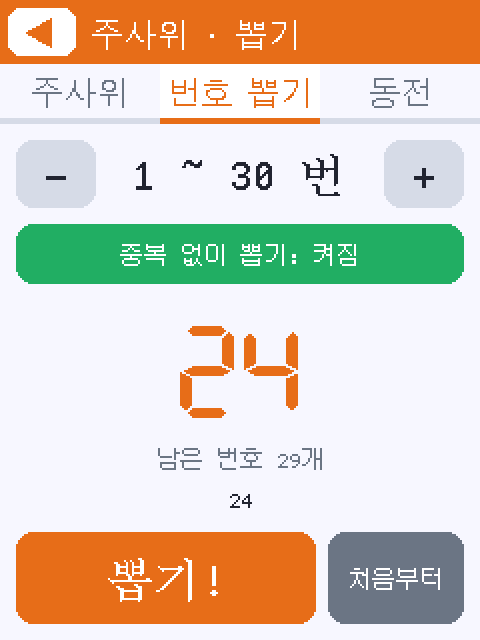 주사위 · 뽑기
주사위 번호 뽑기 동전
- 1 ~ 30 번 +
중복 없이 뽑기: 켜짐
24
남은 번호 29개
24
뽑기! 처음부터